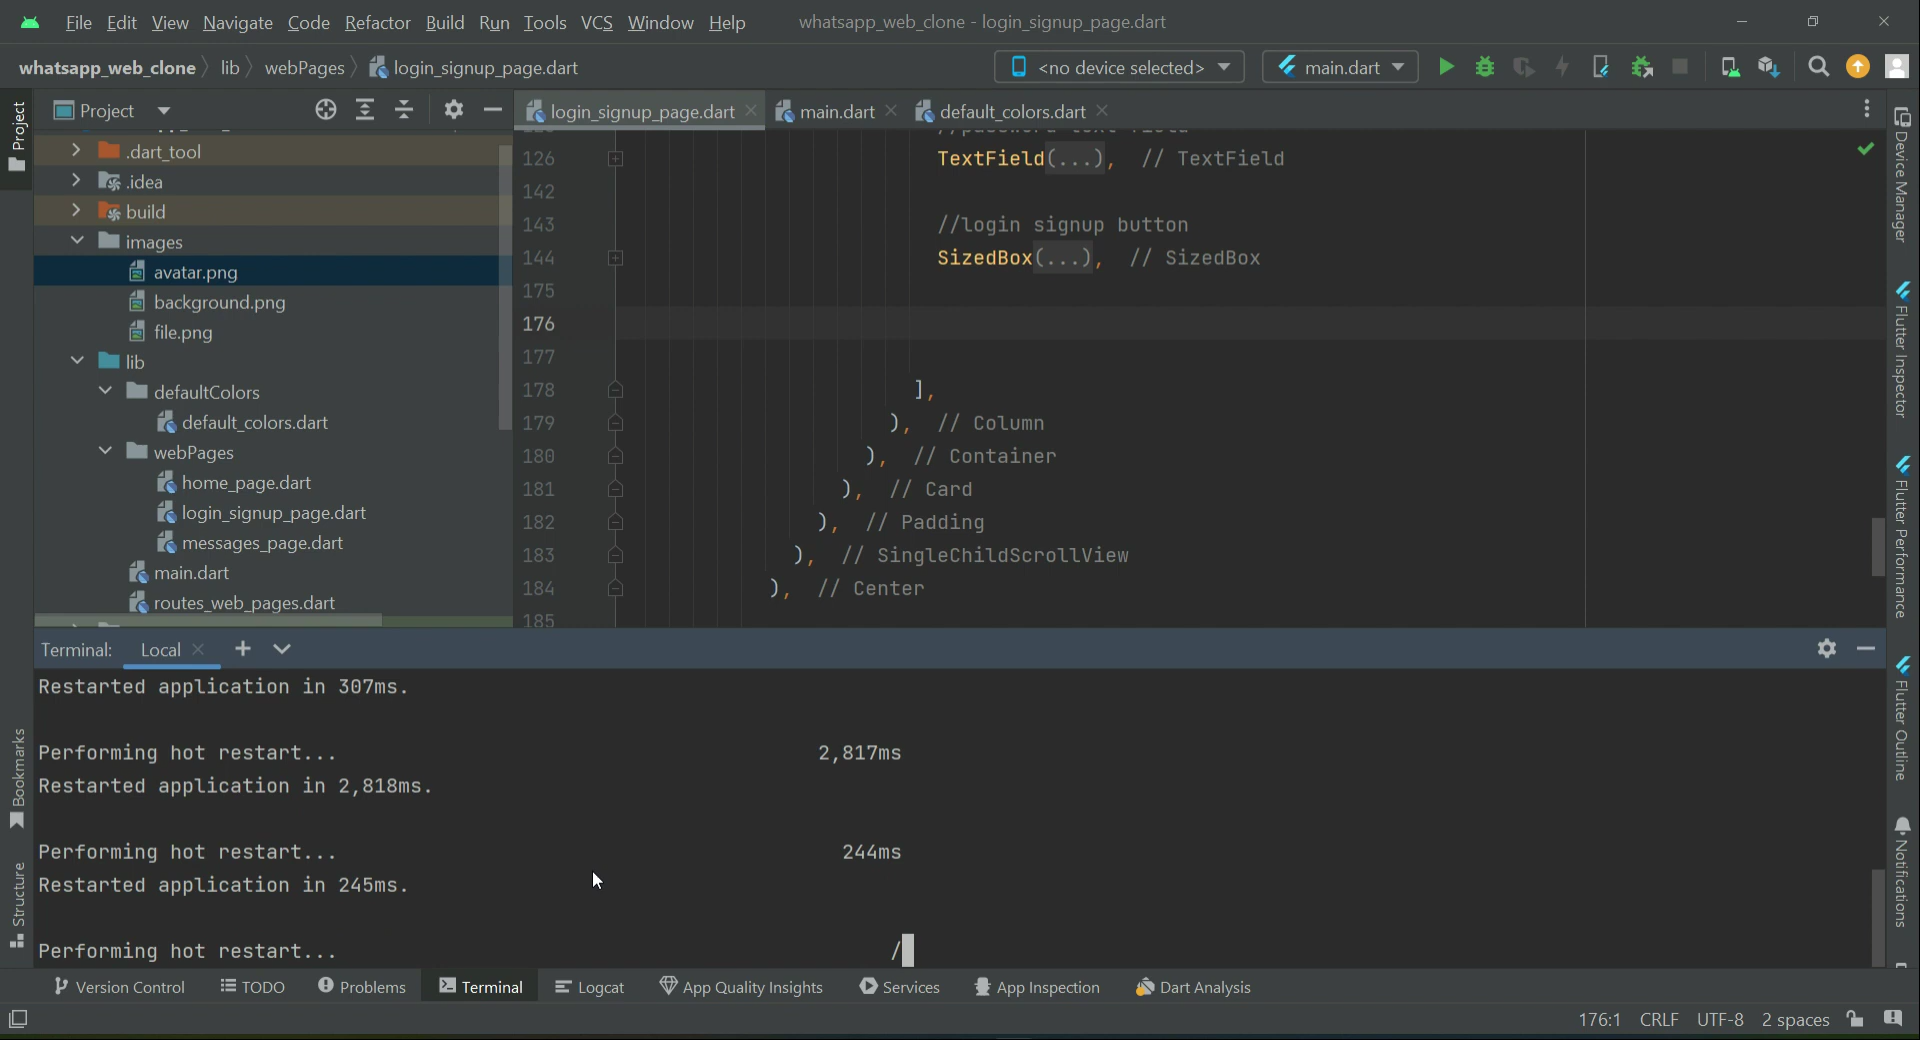 File Edit View Navigate Code Refactor Build Run Tools VCS Window Help whatsapp_web_clone - login_signup_page.dart
whatsapp_web_clone lib webPages login_signup_page.dart <no device selected> main.dart
Project login_signup_page.dart main.dart default_colors.dart
Project
.dart_tool
.idea
build
images
avatar.png
background.png
file.png
lib
defaultColors
default_colors.dart
webPages
home_page.dart
login_signup_page.dart
messages_page.dart
main.dart
routes_web_pages.dart
//password text field
126 TextField(...), // TextField
142
143 //login signup button
144 SizedBox(...), // SizedBox
175
176
177
178 ],
179 ), // Column
180 ), // Container
181 ), // Card
182 ), // Padding
183 ), // SingleChildScrollView
184 ), // Center
185
Device Manager
Flutter Inspector
Flutter Performance
Flutter Outline
Notifications
Bookmarks
Structure
Terminal: Local
Restarted application in 307ms.
Performing hot restart... 2,817ms
Restarted application in 2,818ms.
Performing hot restart... 244ms
Restarted application in 245ms.
Performing hot restart... /
Version Control TODO Problems Terminal Logcat App Quality Insights Services App Inspection Dart Analysis
176:1 CRLF UTF-8 2 spaces